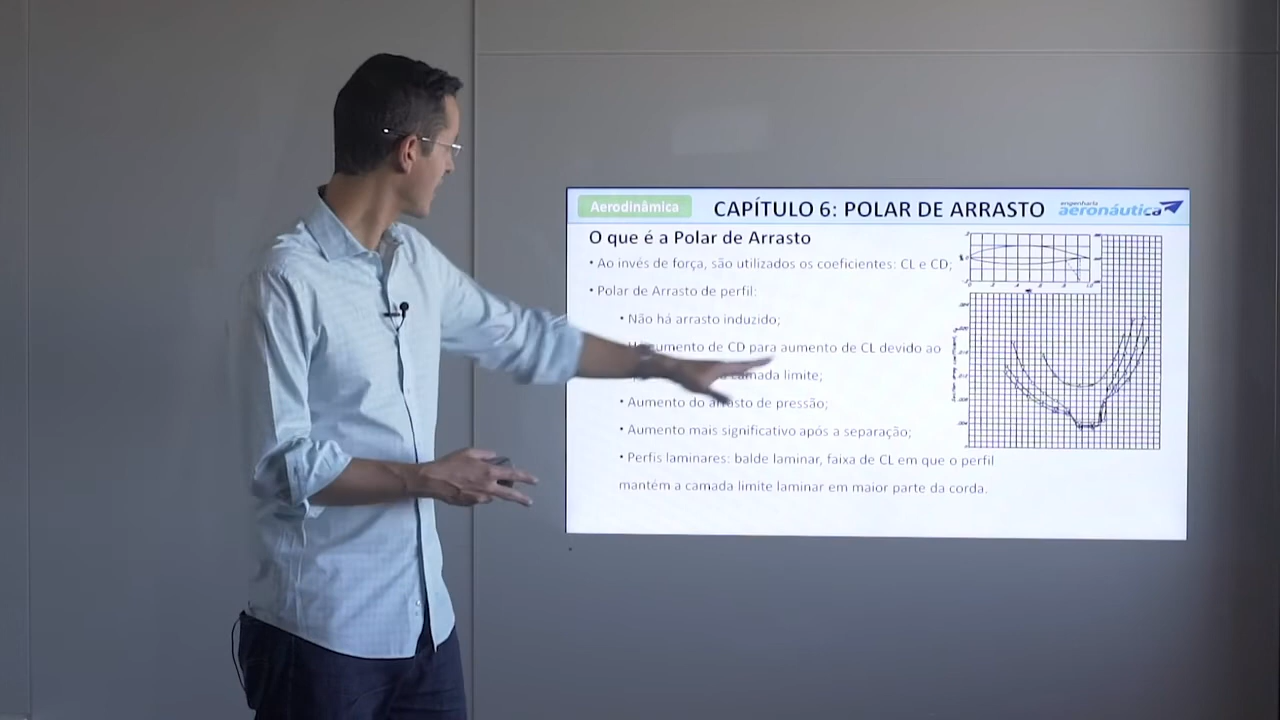 Aerodinâmica
CAPÍTULO 6: POLAR DE ARRASTO
engenharia
aeronáutica
O que é a Polar de Arrasto
• Ao invés de força, são utilizados os coeficientes: CL e CD;
• Polar de Arrasto de perfil:
• Não há arrasto induzido;
aumento de CD para aumento de CL devido ao
camada limite;
• Aumento do arrasto de pressão;
• Aumento mais significativo após a separação;
• Perfis laminares: balde laminar, faixa de CL em que o perfil
mantém a camada limite laminar em maior parte da corda.